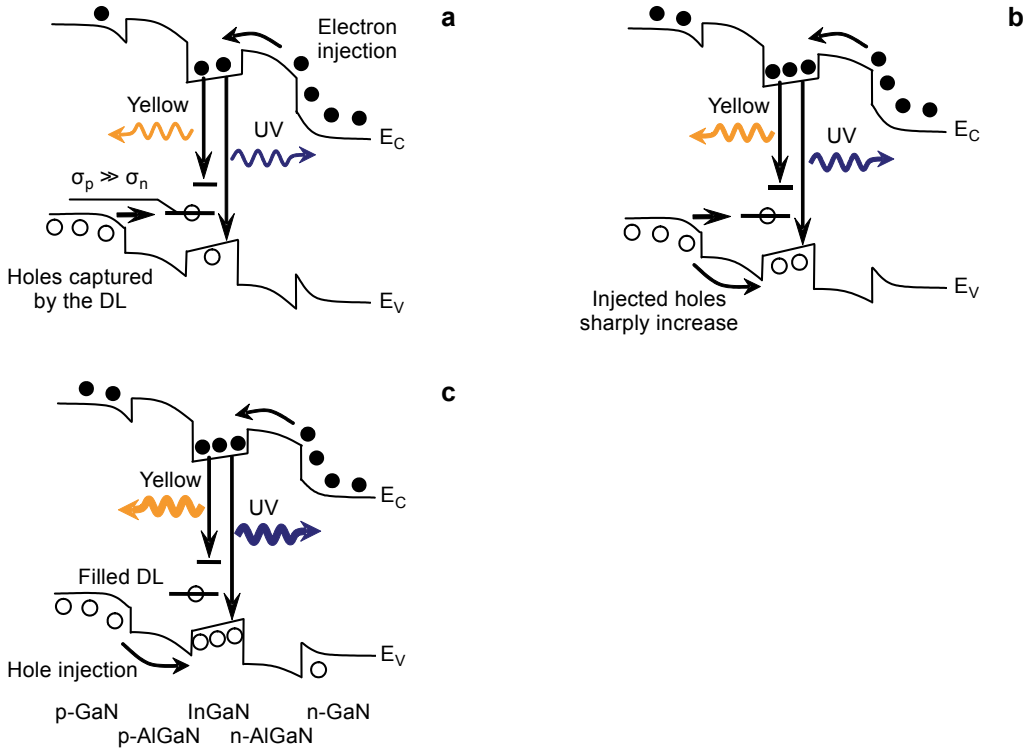 a
Electron
injection
Yellow
UV
E_C
σ_p ≫ σ_n
Holes captured
by the DL
E_V
b
Yellow
UV
E_C
Injected holes
sharply increase
E_V
c
Yellow
UV
E_C
Filled DL
Hole injection
E_V
p-GaN InGaN n-GaN
p-AlGaN n-AlGaN